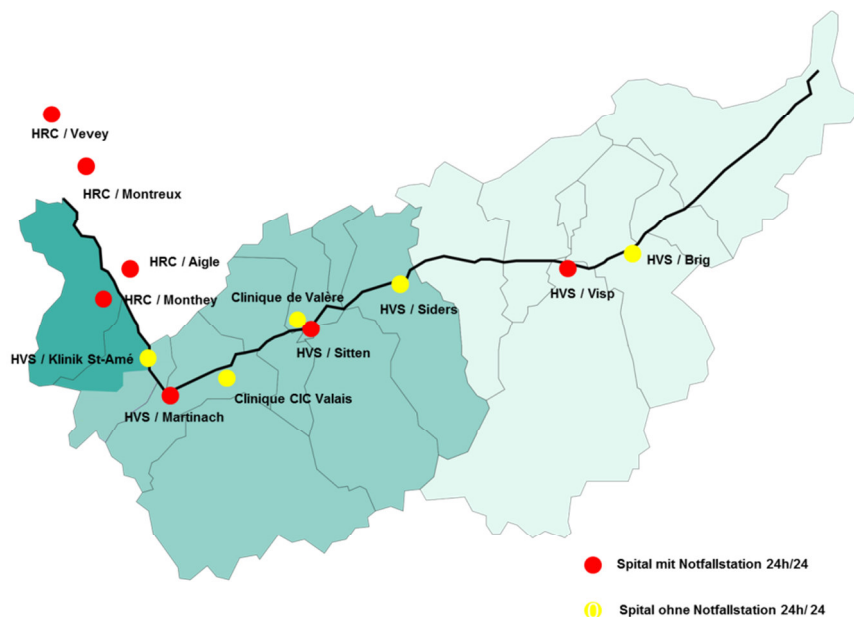 HRC / Vevey
HRC / Montreux
HRC / Aigle
HRC / Monthey
Clinique de Valère
HVS / Siders
HVS / Brig
HVS / Visp
HVS / Klinik St-Amé
HVS / Sitten
Clinique CIC Valais
HVS / Martinach
Spital mit Notfallstation 24h/24
Spital ohne Notfallstation 24h/ 24